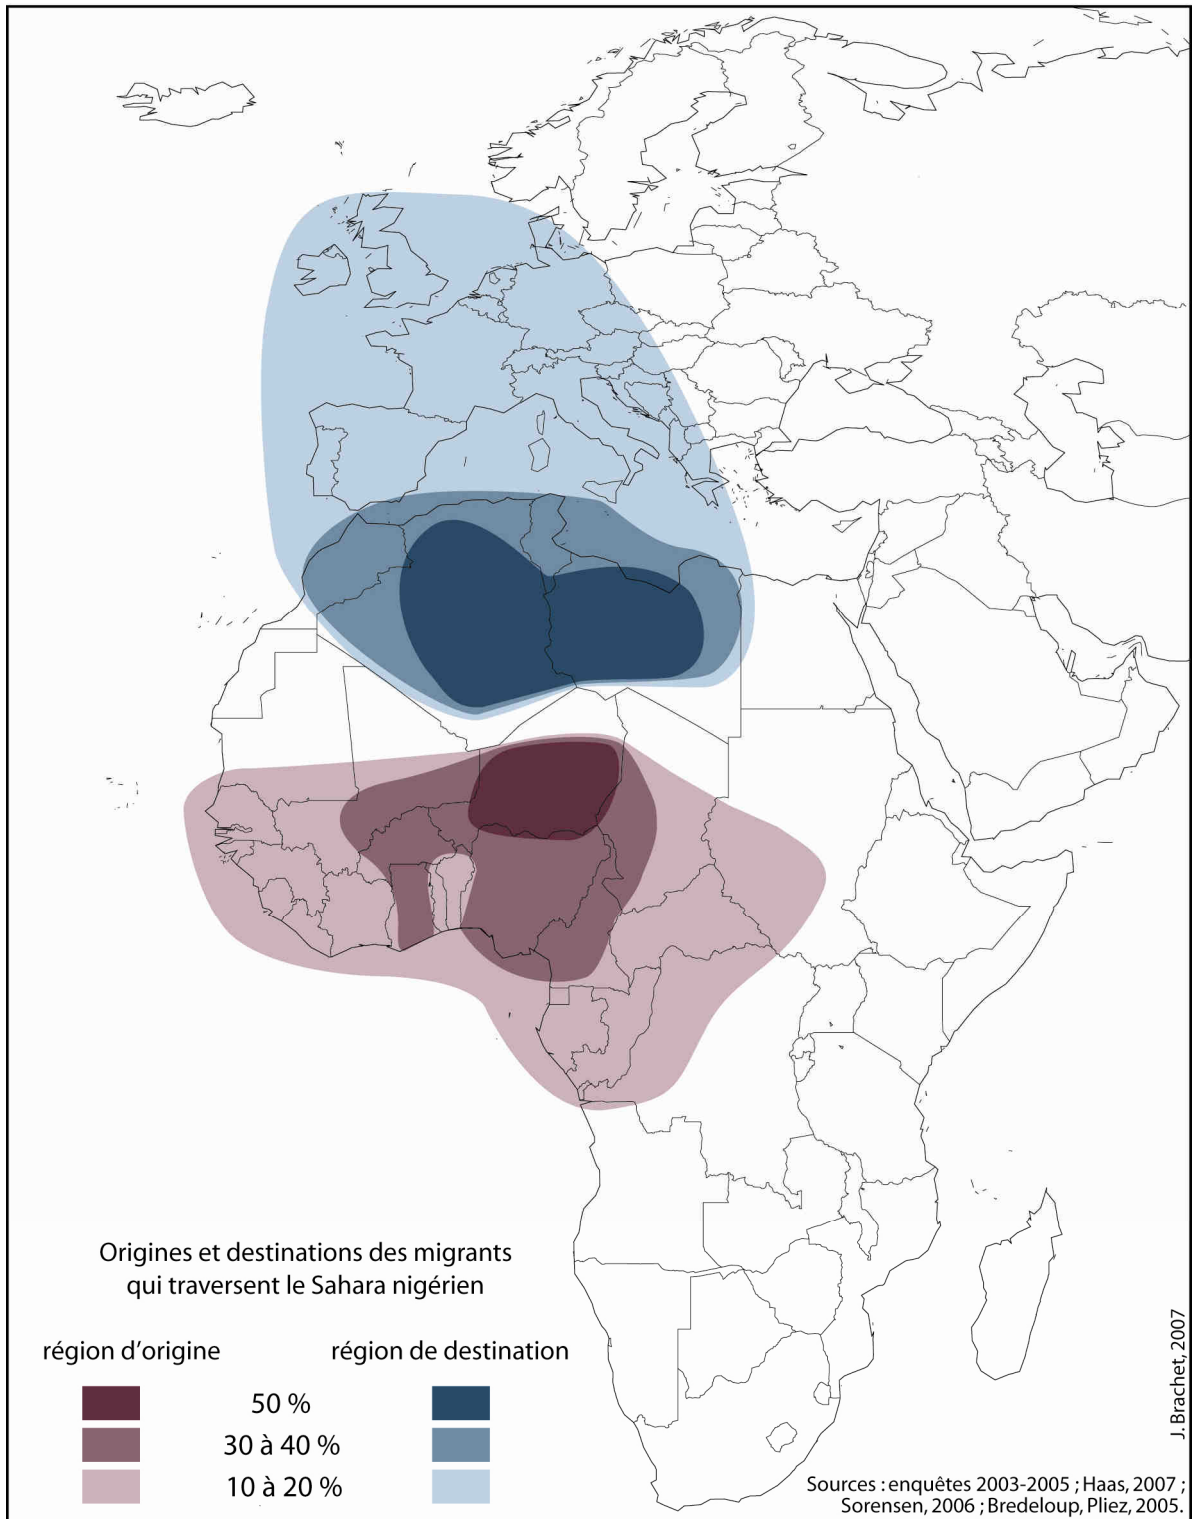 Origines et destinations des migrants
qui traversent le Sahara nigérien
région d'origine
région de destination
50 %
30 à 40 %
10 à 20 %
J. Brachet, 2007
Sources : enquêtes 2003-2005 ; Haas, 2007 ;
Sorensen, 2006 ; Bredeloup, Pliez, 2005.